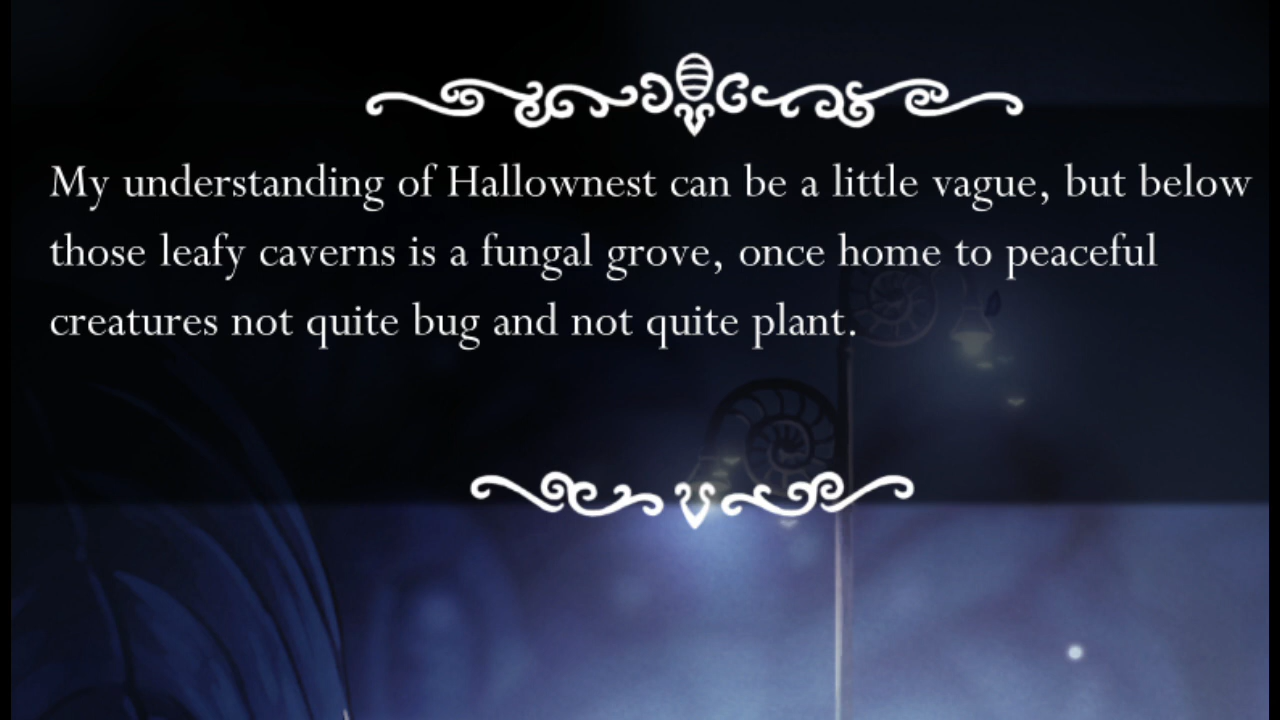 My understanding of Hallownest can be a little vague, but below
those leafy caverns is a fungal grove, once home to peaceful
creatures not quite bug and not quite plant.